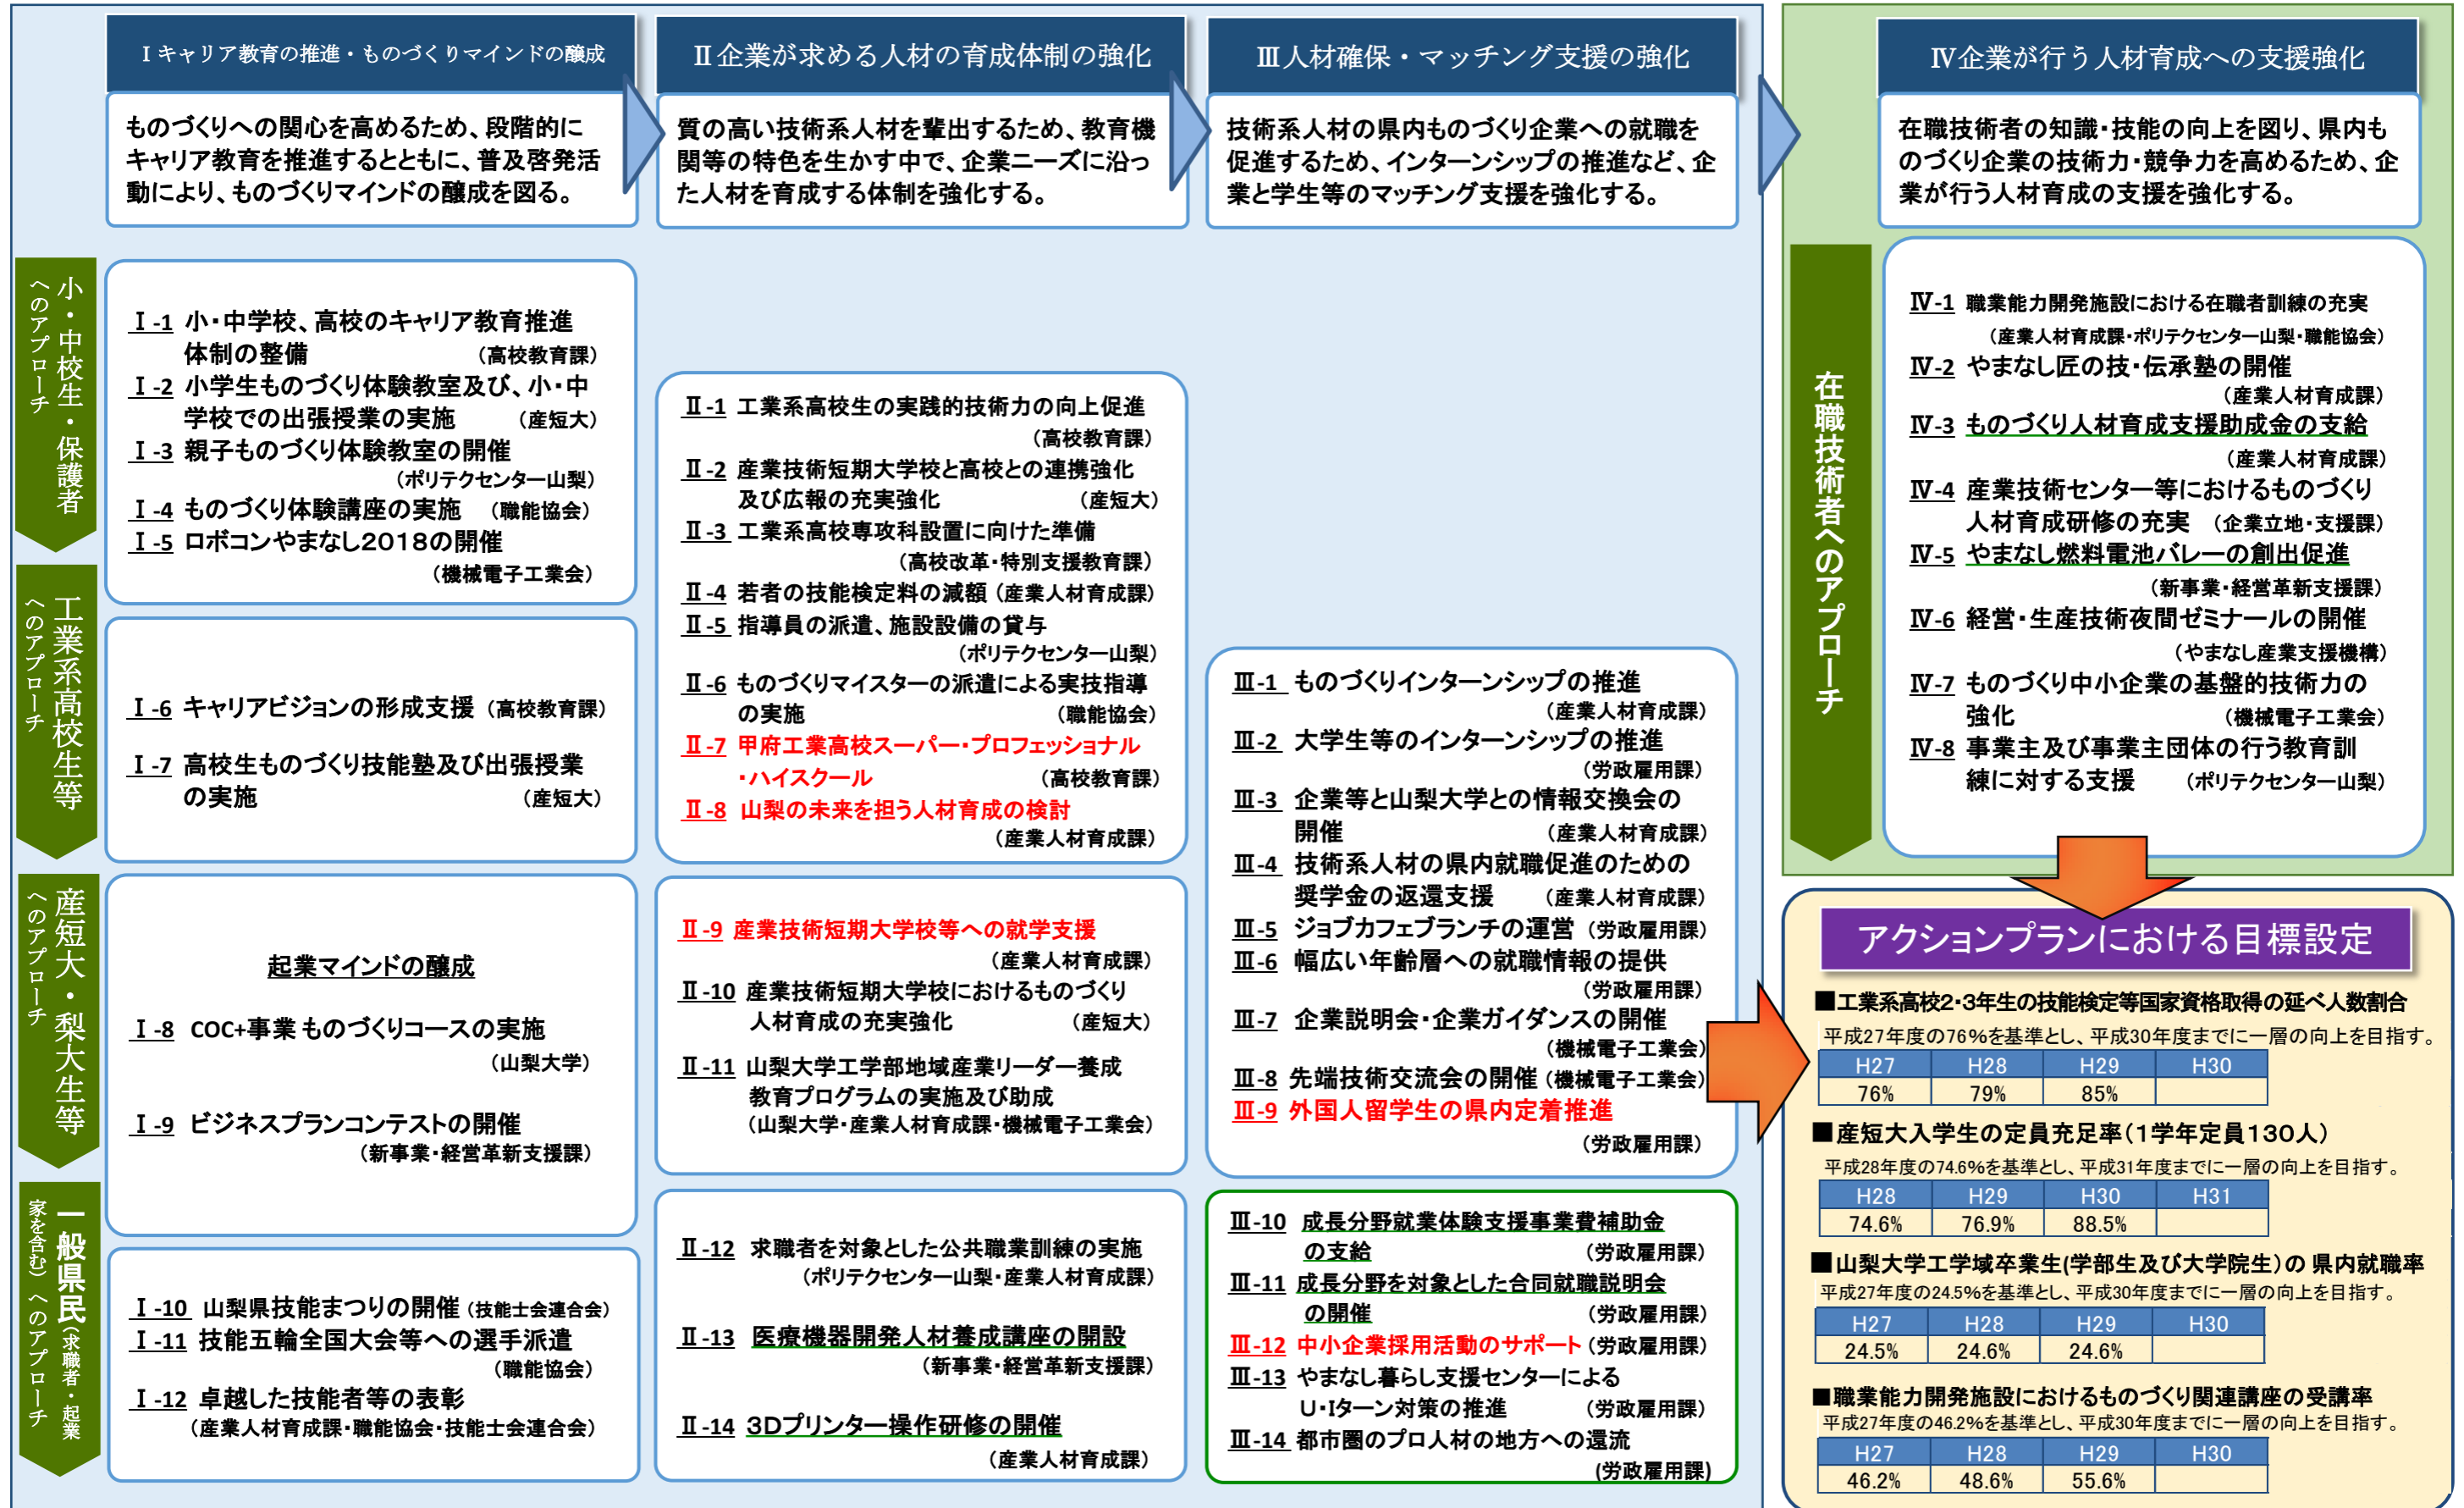 Ⅰキャリア教育の推進・ものづくりマインドの醸成
ものづくりへの関心を高めるため、段階的に
キャリア教育を推進するとともに、普及啓発活
動により、ものづくりマインドの醸成を図る。
Ⅱ企業が求める人材の育成体制の強化
質の高い技術系人材を輩出するため、教育機
関等の特色を生かす中で、企業ニーズに沿っ
た人材を育成する体制を強化する。
Ⅲ人材確保・マッチング支援の強化
技術系人材の県内ものづくり企業への就職を
促進するため、インターンシップの推進など、企
業と学生等のマッチング支援を強化する。
Ⅳ企業が行う人材育成への支援強化
在職技術者の知識・技能の向上を図り、県内も
のづくり企業の技術力・競争力を高めるため、企
業が行う人材育成の支援を強化する。
小・中校生・保護者
へのアプローチ
工業系高校生等
へのアプローチ
産短大・梨大生等
へのアプローチ
一般県民(求職者・起業
家を含む)へのアプローチ
Ⅰ-1 小・中学校、高校のキャリア教育推進
体制の整備 (高校教育課)
Ⅰ-2 小学生ものづくり体験教室及び、小・中
学校での出張授業の実施 (産短大)
Ⅰ-3 親子ものづくり体験教室の開催
(ポリテクセンター山梨)
Ⅰ-4 ものづくり体験講座の実施 (職能協会)
Ⅰ-5 ロボコンやまなし2018の開催
(機械電子工業会)
Ⅰ-6 キャリアビジョンの形成支援 (高校教育課)
Ⅰ-7 高校生ものづくり技能塾及び出張授業
の実施 (産短大)
起業マインドの醸成
Ⅰ-8 COC+事業 ものづくりコースの実施
(山梨大学)
Ⅰ-9 ビジネスプランコンテストの開催
(新事業・経営革新支援課)
Ⅰ-10 山梨県技能まつりの開催 (技能士会連合会)
Ⅰ-11 技能五輪全国大会等への選手派遣
(職能協会)
Ⅰ-12 卓越した技能者等の表彰
(産業人材育成課・職能協会・技能士会連合会)
Ⅱ-1 工業系高校生の実践的技術力の向上促進
(高校教育課)
Ⅱ-2 産業技術短期大学校と高校との連携強化
及び広報の充実強化 (産短大)
Ⅱ-3 工業系高校専攻科設置に向けた準備
(高校改革・特別支援教育課)
Ⅱ-4 若者の技能検定料の減額 (産業人材育成課)
Ⅱ-5 指導員の派遣、施設設備の貸与
(ポリテクセンター山梨)
Ⅱ-6 ものづくりマイスターの派遣による実技指導
の実施 (職能協会)
Ⅱ-7 甲府工業高校スーパー・プロフェッショナル
・ハイスクール (高校教育課)
Ⅱ-8 山梨の未来を担う人材育成の検討
(産業人材育成課)
Ⅱ-9 産業技術短期大学校等への就学支援
(産業人材育成課)
Ⅱ-10 産業技術短期大学校におけるものづくり
人材育成の充実強化 (産短大)
Ⅱ-11 山梨大学工学部地域産業リーダー養成
教育プログラムの実施及び助成
(山梨大学・産業人材育成課・機械電子工業会)
Ⅱ-12 求職者を対象とした公共職業訓練の実施
(ポリテクセンター山梨・産業人材育成課)
Ⅱ-13 医療機器開発人材養成講座の開設
(新事業・経営革新支援課)
Ⅱ-14 3Dプリンター操作研修の開催
(産業人材育成課)
Ⅲ-1 ものづくりインターンシップの推進
(産業人材育成課)
Ⅲ-2 大学生等のインターンシップの推進
(労政雇用課)
Ⅲ-3 企業等と山梨大学との情報交換会の
開催 (産業人材育成課)
Ⅲ-4 技術系人材の県内就職促進のための
奨学金の返還支援 (産業人材育成課)
Ⅲ-5 ジョブカフェブランチの運営 (労政雇用課)
Ⅲ-6 幅広い年齢層への就職情報の提供
(労政雇用課)
Ⅲ-7 企業説明会・企業ガイダンスの開催
(機械電子工業会)
Ⅲ-8 先端技術交流会の開催 (機械電子工業会)
Ⅲ-9 外国人留学生の県内定着推進
(労政雇用課)
Ⅲ-10 成長分野就業体験支援事業費補助金
の支給 (労政雇用課)
Ⅲ-11 成長分野を対象とした合同就職説明会
の開催 (労政雇用課)
Ⅲ-12 中小企業採用活動のサポート (労政雇用課)
Ⅲ-13 やまなし暮らし支援センターによる
U・Iターン対策の推進 (労政雇用課)
Ⅲ-14 都市圏のプロ人材の地方への還流
(労政雇用課)
在職技術者へのアプローチ
Ⅳ-1 職業能力開発施設における在職者訓練の充実
(産業人材育成課・ポリテクセンター山梨・職能協会)
Ⅳ-2 やまなし匠の技・伝承塾の開催
(産業人材育成課)
Ⅳ-3 ものづくり人材育成支援助成金の支給
(産業人材育成課)
Ⅳ-4 産業技術センター等におけるものづくり
人材育成研修の充実 (企業立地・支援課)
Ⅳ-5 やまなし燃料電池バレーの創出促進
(新事業・経営革新支援課)
Ⅳ-6 経営・生産技術夜間ゼミナールの開催
(やまなし産業支援機構)
Ⅳ-7 ものづくり中小企業の基盤的技術力の
強化 (機械電子工業会)
Ⅳ-8 事業主及び事業主団体の行う教育訓
練に対する支援 (ポリテクセンター山梨)
アクションプランにおける目標設定
■工業系高校2・3年生の技能検定等国家資格取得の延べ人数割合
平成27年度の76%を基準とし、平成30年度までに一層の向上を目指す。
H27 H28 H29 H30
76% 79% 85%
■産短大入学生の定員充足率(1学年定員130人)
平成28年度の74.6%を基準とし、平成31年度までに一層の向上を目指す。
H28 H29 H30 H31
74.6% 76.9% 88.5%
■山梨大学工学域卒業生(学部生及び大学院生)の 県内就職率
平成27年度の24.5%を基準とし、平成30年度までに一層の向上を目指す。
H27 H28 H29 H30
24.5% 24.6% 24.6%
■職業能力開発施設におけるものづくり関連講座の受講率
平成27年度の46.2%を基準とし、平成30年度までに一層の向上を目指す。
H27 H28 H29 H30
46.2% 48.6% 55.6%